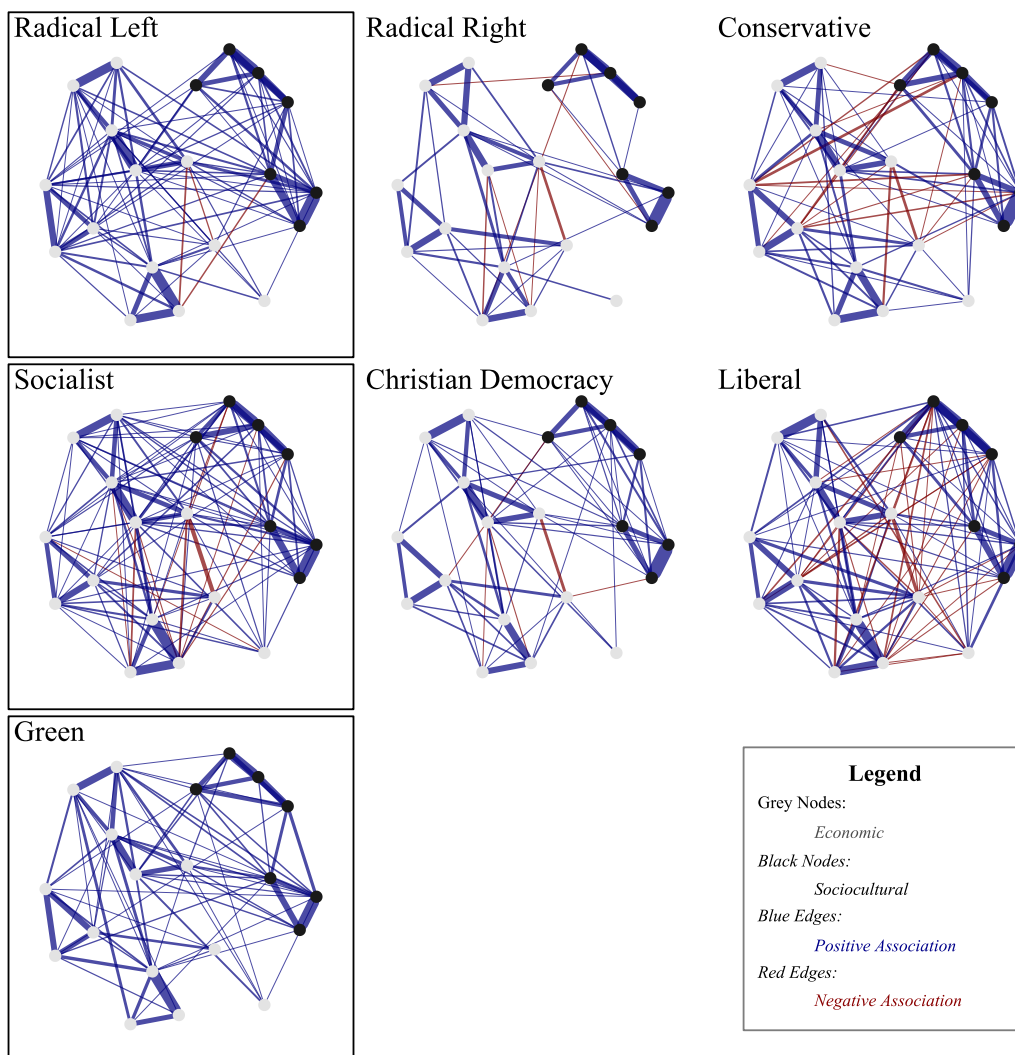 Radical Left
Radical Right
Conservative
Socialist
Christian Democracy
Liberal
Green
Legend
Grey Nodes:
Economic
Black Nodes:
Sociocultural
Blue Edges:
Positive Association
Red Edges:
Negative Association